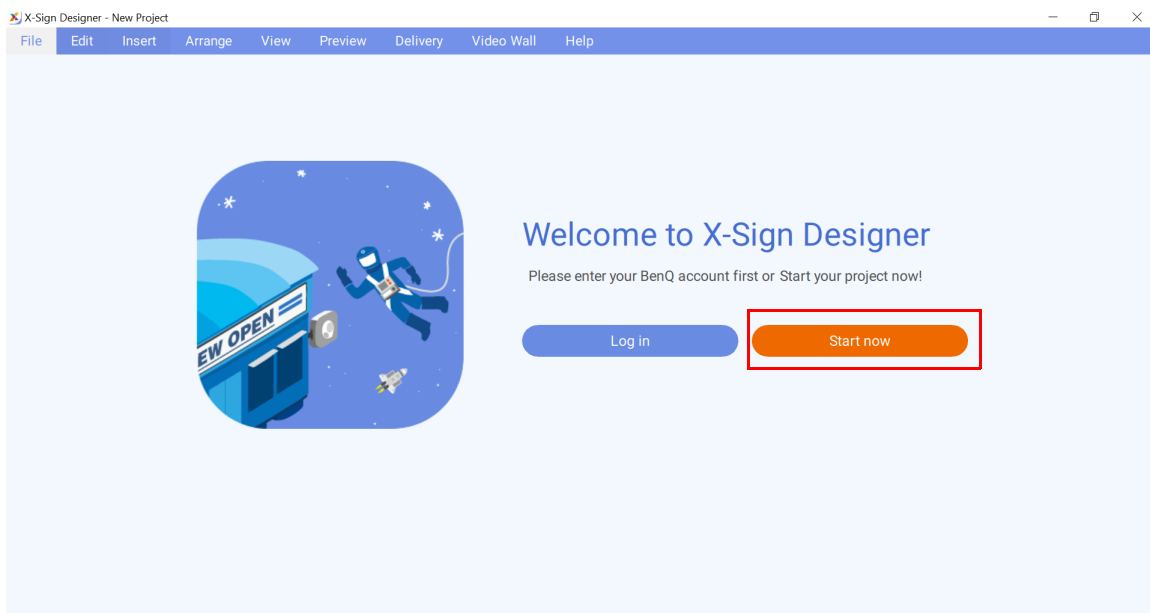 X-Sign Designer - New Project
File Edit Insert Arrange View Preview Delivery Video Wall Help
Welcome to X-Sign Designer
Please enter your BenQ account first or Start your project now!
Log in Start now
EW OPEN